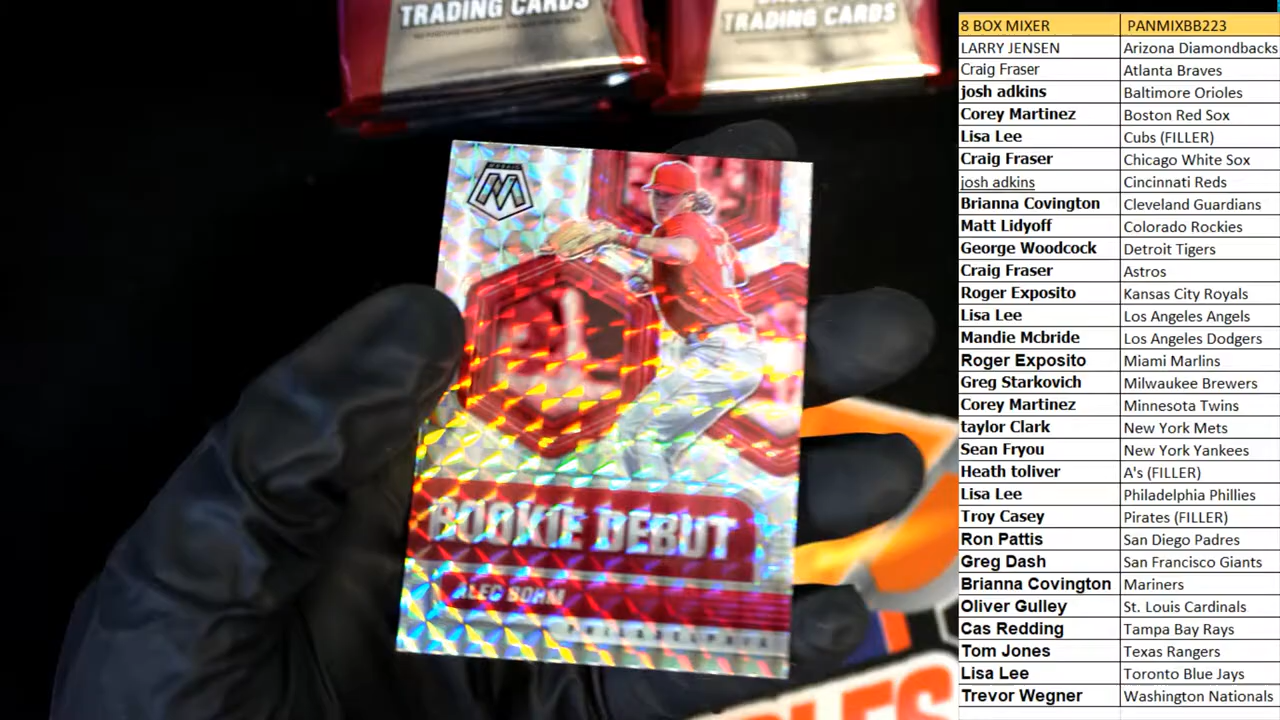 TRADING CARDS
TRADING CARDS
MOSAIC
ROOKIE DEBUT
ALEC BOHM
PHILADELPHIA
8 BOX MIXER PANMIXBB223
LARRY JENSEN Arizona Diamondbacks
Craig Fraser Atlanta Braves
josh adkins Baltimore Orioles
Corey Martinez Boston Red Sox
Lisa Lee Cubs (FILLER)
Craig Fraser Chicago White Sox
josh adkins Cincinnati Reds
Brianna Covington Cleveland Guardians
Matt Lidyoff Colorado Rockies
George Woodcock Detroit Tigers
Craig Fraser Astros
Roger Exposito Kansas City Royals
Lisa Lee Los Angeles Angels
Mandie Mcbride Los Angeles Dodgers
Roger Exposito Miami Marlins
Greg Starkovich Milwaukee Brewers
Corey Martinez Minnesota Twins
taylor Clark New York Mets
Sean Fryou New York Yankees
Heath toliver A's (FILLER)
Lisa Lee Philadelphia Phillies
Troy Casey Pirates (FILLER)
Ron Pattis San Diego Padres
Greg Dash San Francisco Giants
Brianna Covington Mariners
Oliver Gulley St. Louis Cardinals
Cas Redding Tampa Bay Rays
Tom Jones Texas Rangers
Lisa Lee Toronto Blue Jays
Trevor Wegner Washington Nationals